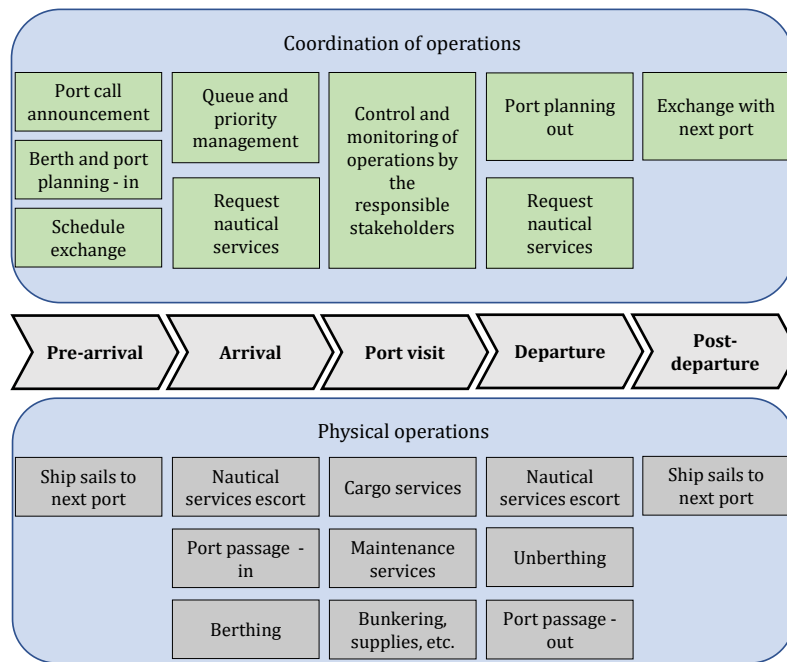 Coordination of operations
Port call
announcement
Berth and port
planning - in
Schedule
exchange
Queue and
priority
management
Request
nautical
services
Control and
monitoring of
operations by
the
responsible
stakeholders
Port planning
out
Request
nautical
services
Exchange with
next port
Pre-arrival
Arrival
Port visit
Departure
Post-
departure
Physical operations
Ship sails to
next port
Nautical
services escort
Port passage -
in
Berthing
Cargo services
Maintenance
services
Bunkering,
supplies, etc.
Nautical
services escort
Unberthing
Port passage -
out
Ship sails to
next port